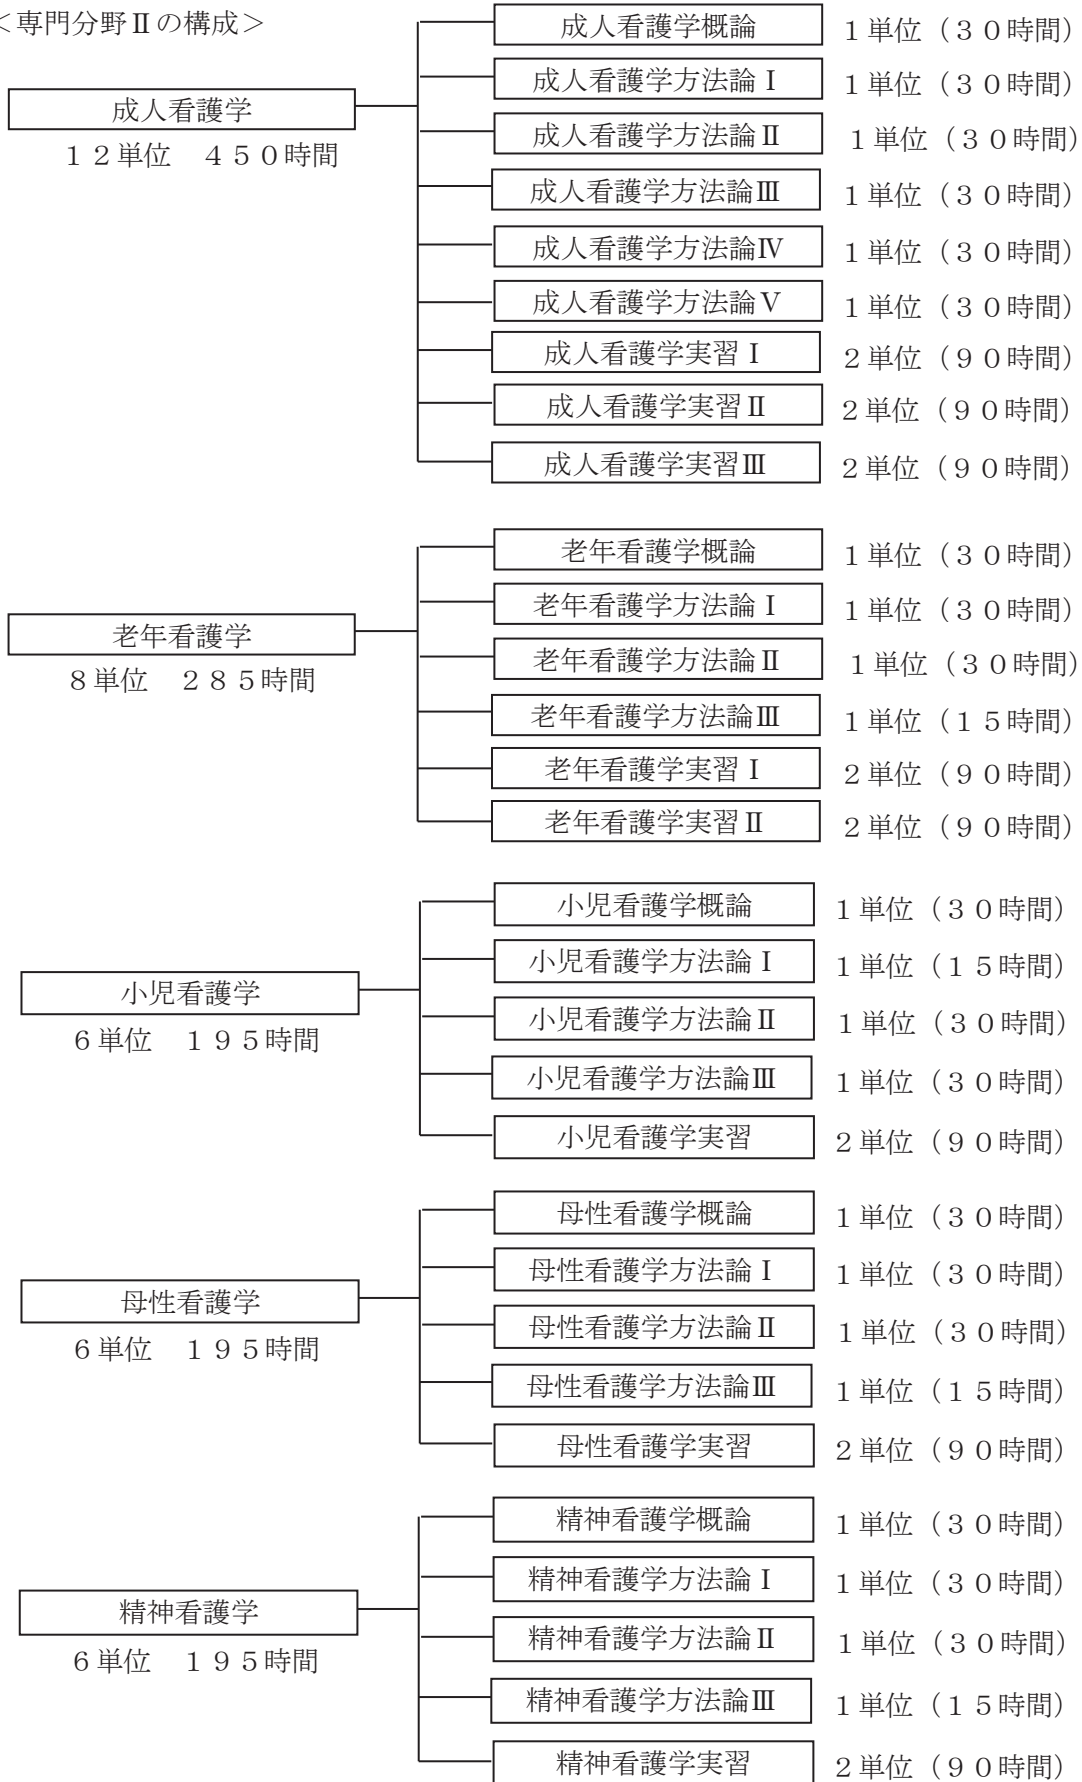 ＜専門分野Ⅱの構成＞
成人看護学
１２単位　４５０時間
成人看護学概論　１単位（３０時間）
成人看護学方法論Ⅰ　１単位（３０時間）
成人看護学方法論Ⅱ　１単位（３０時間）
成人看護学方法論Ⅲ　１単位（３０時間）
成人看護学方法論Ⅳ　１単位（３０時間）
成人看護学方法論Ⅴ　１単位（３０時間）
成人看護学実習Ⅰ　２単位（９０時間）
成人看護学実習Ⅱ　２単位（９０時間）
成人看護学実習Ⅲ　２単位（９０時間）
老年看護学
８単位　２８５時間
老年看護学概論　１単位（３０時間）
老年看護学方法論Ⅰ　１単位（３０時間）
老年看護学方法論Ⅱ　１単位（３０時間）
老年看護学方法論Ⅲ　１単位（１５時間）
老年看護学実習Ⅰ　２単位（９０時間）
老年看護学実習Ⅱ　２単位（９０時間）
小児看護学
６単位　１９５時間
小児看護学概論　１単位（３０時間）
小児看護学方法論Ⅰ　１単位（１５時間）
小児看護学方法論Ⅱ　１単位（３０時間）
小児看護学方法論Ⅲ　１単位（３０時間）
小児看護学実習　２単位（９０時間）
母性看護学
６単位　１９５時間
母性看護学概論　１単位（３０時間）
母性看護学方法論Ⅰ　１単位（３０時間）
母性看護学方法論Ⅱ　１単位（３０時間）
母性看護学方法論Ⅲ　１単位（１５時間）
母性看護学実習　２単位（９０時間）
精神看護学
６単位　１９５時間
精神看護学概論　１単位（３０時間）
精神看護学方法論Ⅰ　１単位（３０時間）
精神看護学方法論Ⅱ　１単位（３０時間）
精神看護学方法論Ⅲ　１単位（１５時間）
精神看護学実習　２単位（９０時間）